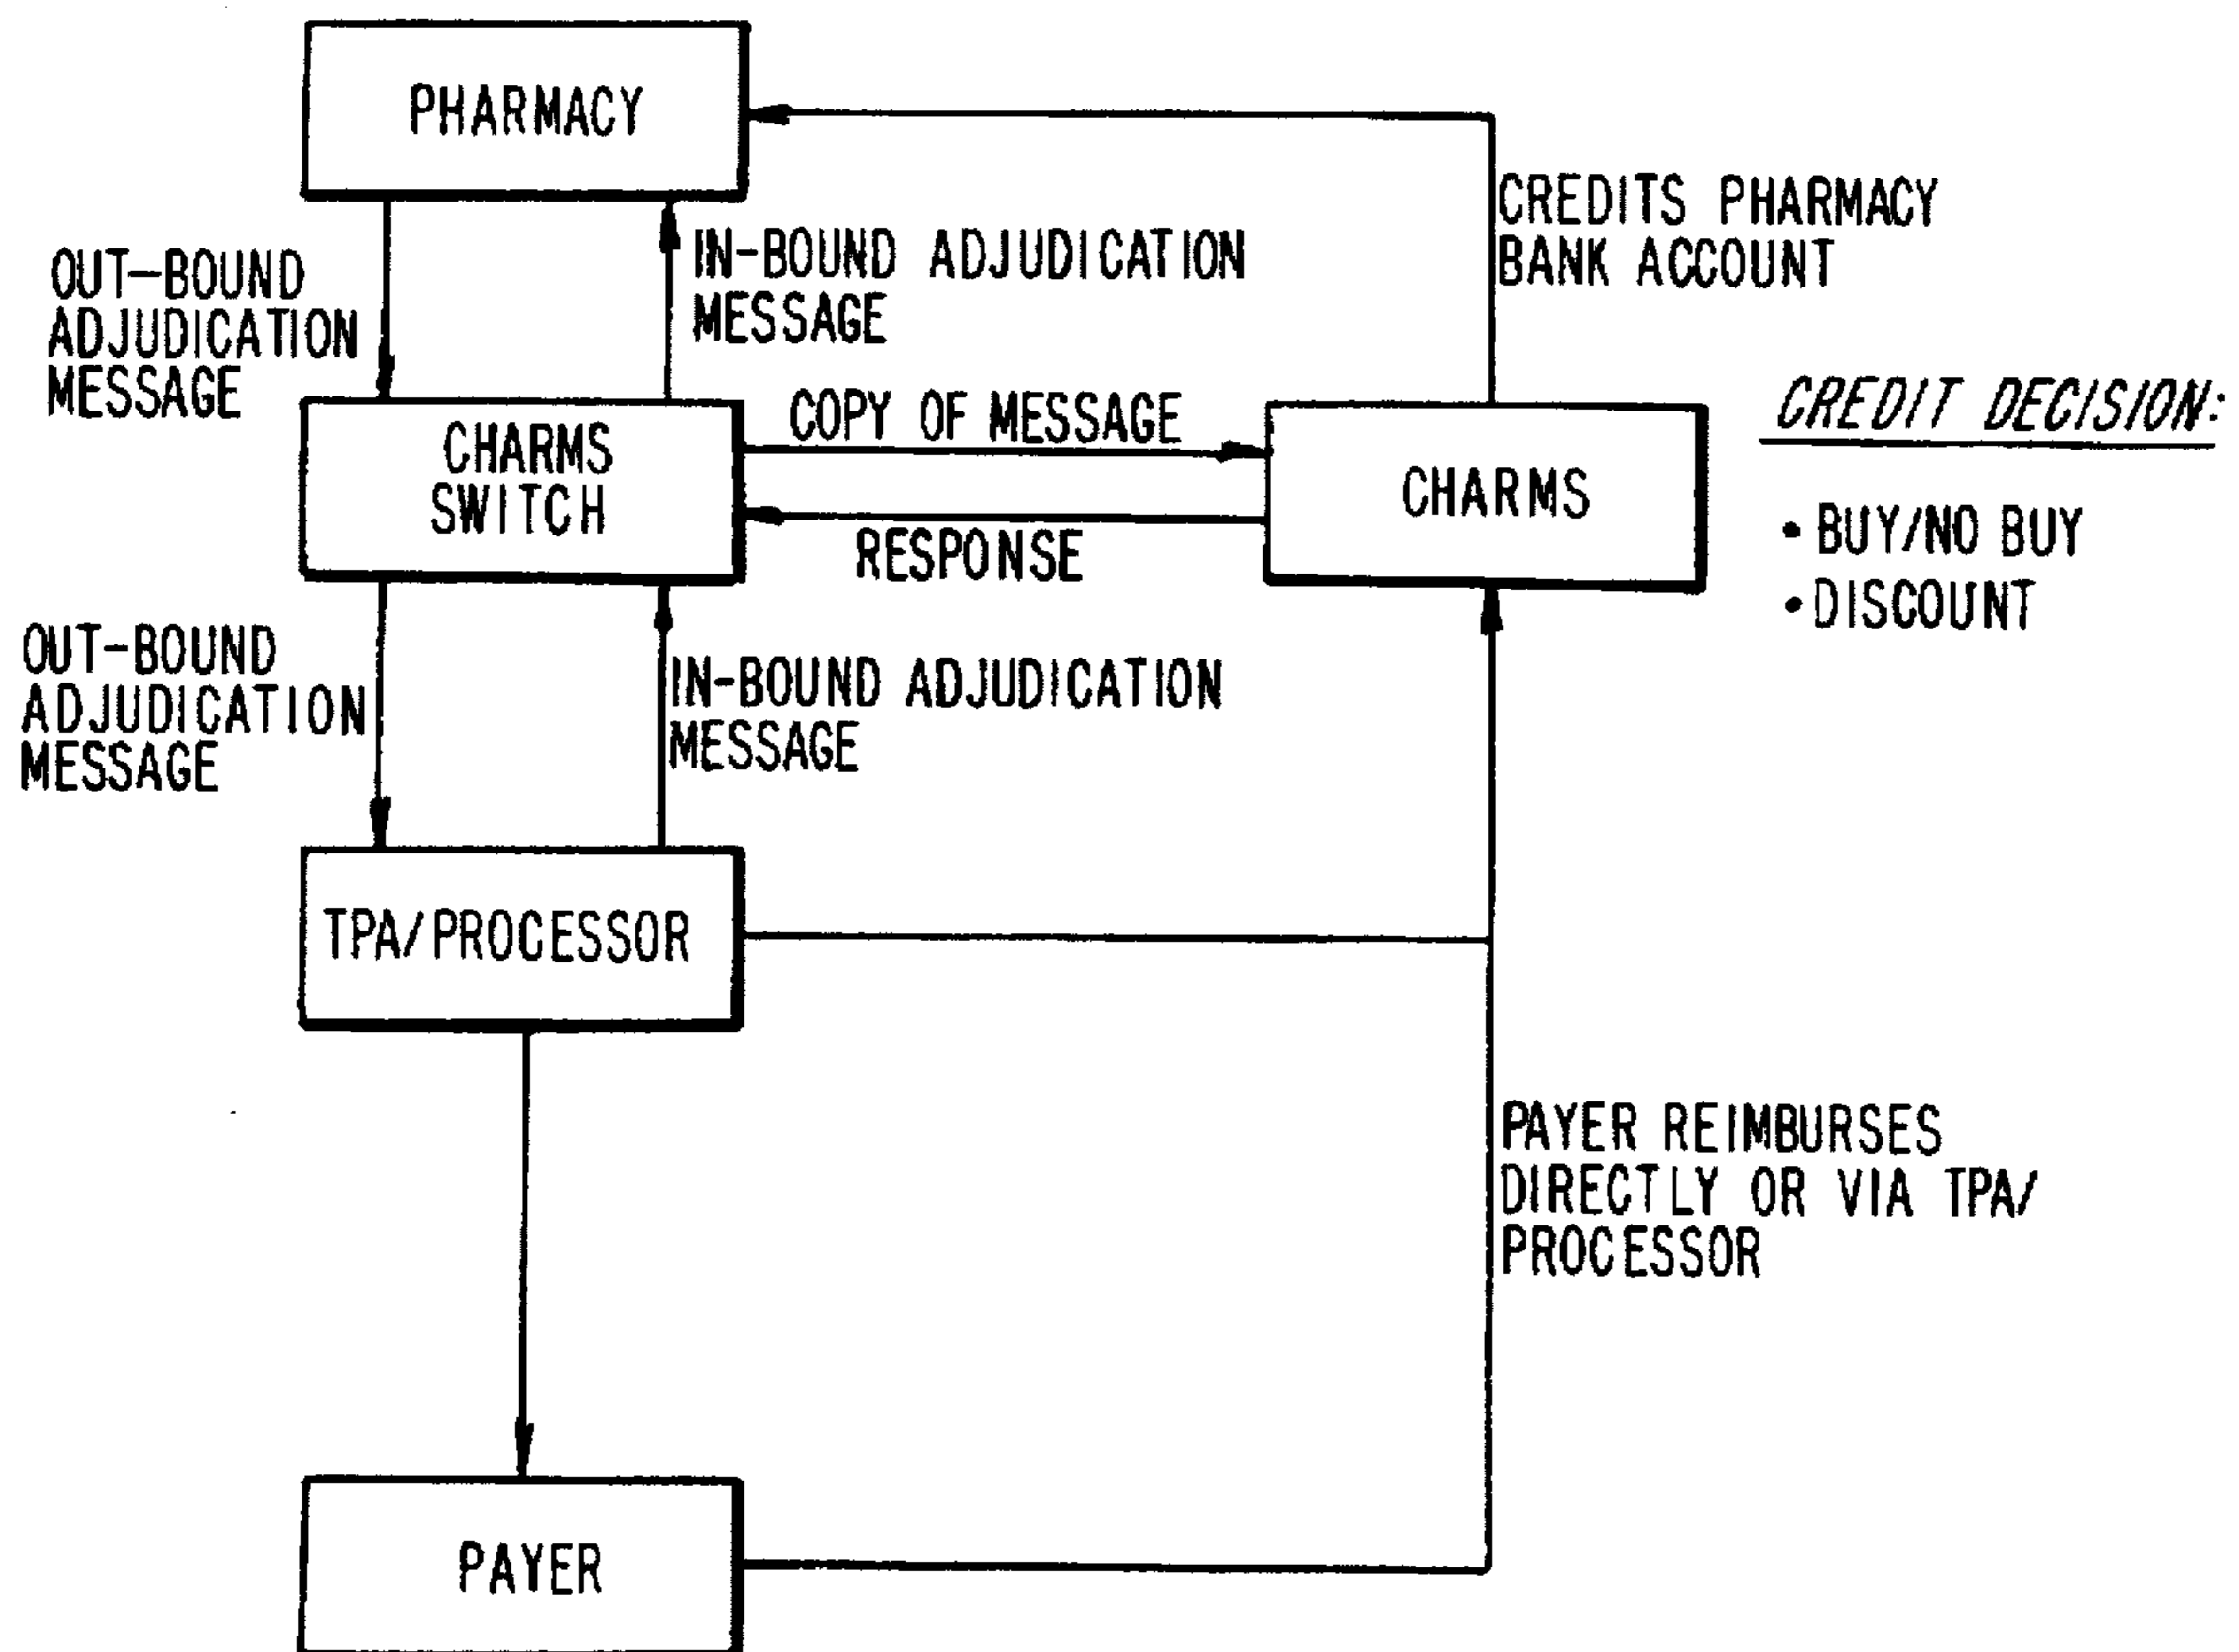 PHARMACY
CREDITS PHARMACY
BANK ACCOUNT
OUT-BOUND
ADJUDICATION
MESSAGE
IN-BOUND ADJUDICATION
MESSAGE
CHARMS
SWITCH
COPY OF MESSAGE
RESPONSE
CHARMS
CREDIT DECISION:
• BUY/NO BUY
• DISCOUNT
OUT-BOUND
ADJUDICATION
MESSAGE
IN-BOUND ADJUDICATION
MESSAGE
TPA/PROCESSOR
PAYER REIMBURSES
DIRECTLY OR VIA TPA/
PROCESSOR
PAYER